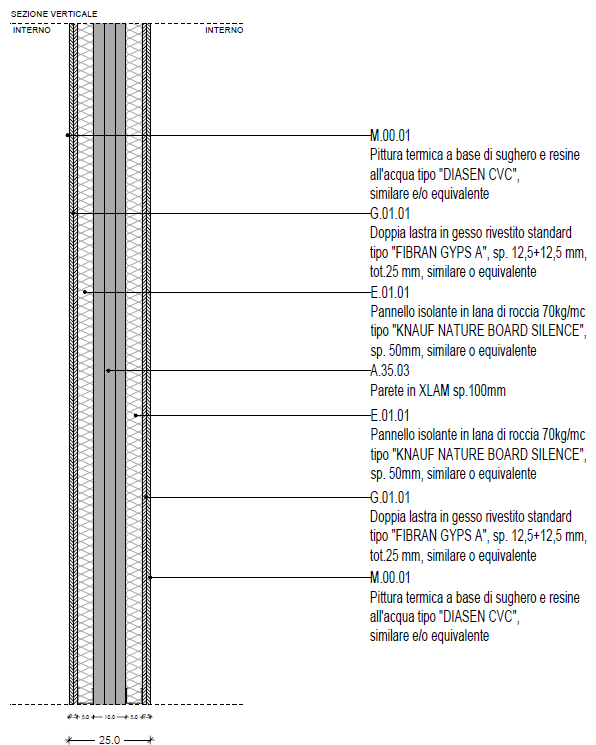 SEZIONE VERTICALE
INTERNO
INTERNO
M.00.01
Pittura termica a base di sughero e resine
all'acqua tipo "DIASEN CVC",
similare e/o equivalente
G.01.01
Doppia lastra in gesso rivestito standard
tipo "FIBRAN GYPS A", sp. 12,5+12,5 mm,
tot.25 mm, similare o equivalente
E.01.01
Pannello isolante in lana di roccia 70kg/mc
tipo "KNAUF NATURE BOARD SILENCE",
sp. 50mm, similare o equivalente
A.35.03
Parete in XLAM sp.100mm
E.01.01
Pannello isolante in lana di roccia 70kg/mc
tipo "KNAUF NATURE BOARD SILENCE",
sp. 50mm, similare o equivalente
G.01.01
Doppia lastra in gesso rivestito standard
tipo "FIBRAN GYPS A", sp. 12,5+12,5 mm,
tot.25 mm, similare o equivalente
M.00.01
Pittura termica a base di sughero e resine
all'acqua tipo "DIASEN CVC",
similare e/o equivalente
5.0 10.0 5.0
25.0